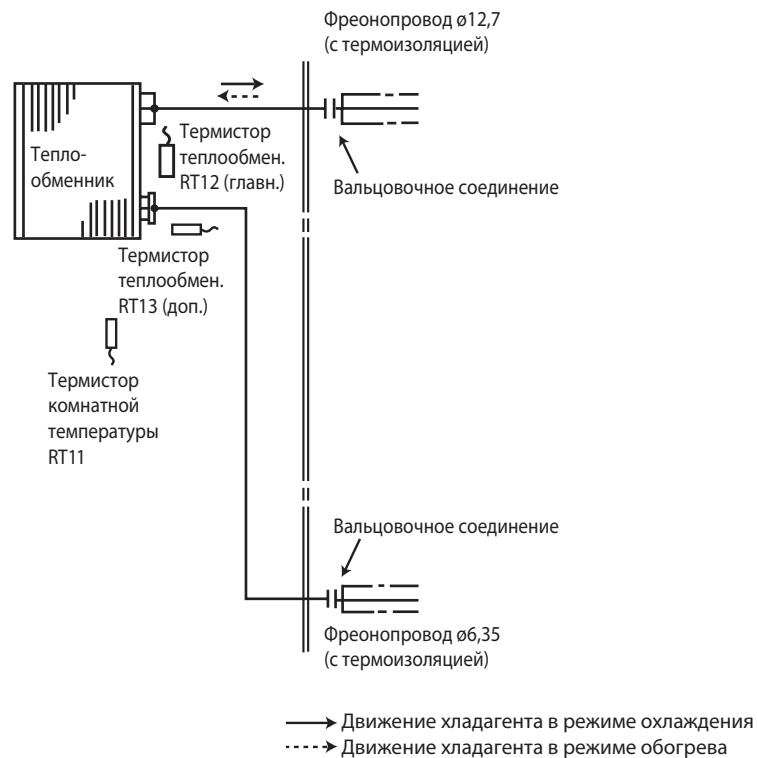 Фреонопровод ø12,7
(с термоизоляцией)
Тепло-
обменник
Термистор
теплообмен.
RT12 (главн.)
Вальцовочное соединение
Термистор
теплообмен.
RT13 (доп.)
Термистор
комнатной
температуры
RT11
Вальцовочное соединение
Фреонопровод ø6,35
(с термоизоляцией)
Движение хладагента в режиме охлаждения
Движение хладагента в режиме обогрева